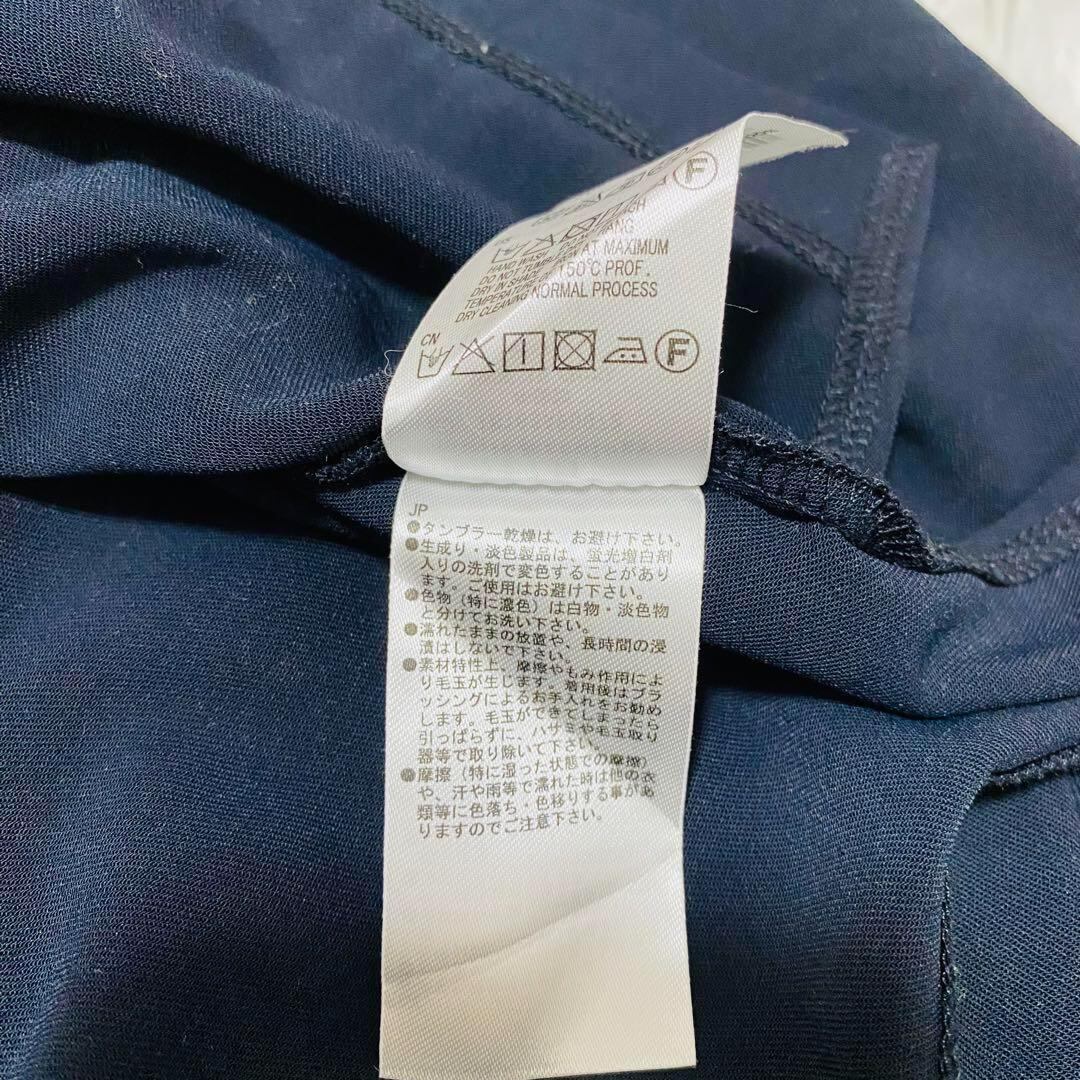 HAND WASH
DO NOT TUMBLE
DRY IN SHADE
TEMPERATURE
AT MAXIMUM
150°C PROF.
DRY CLEANING NORMAL PROCESS
CN
F
JP
●タンブラー乾燥は、お避け下さい。
●生成り・淡色製品は、蛍光増白剤
入りの洗剤で変色することがあり
ます。ご使用はお避け下さい。
●色物（特に濃色）は白物・淡色物
と分けてお洗い下さい。
●濡れたままの放置や、長時間の浸
漬はしないで下さい。
●素材特性上、摩擦やもみ作用によ
り毛玉が生じます。着用後はブラ
ッシングによるお手入れをお勧め
します。毛玉ができてしまったら
引っぱらずに、ハサミや毛玉取り
器等で取り除いて下さい。
●摩擦（特に湿った状態での摩擦）
や、汗や雨等で濡れた時は他の衣
類等に色落ち・色移りする事があ
りますのでご注意下さい。